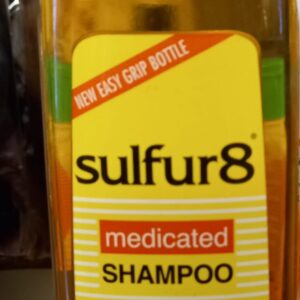 NEW EASY GRIP BOTTLE
sulfur8®
medicated
SHAMPOO